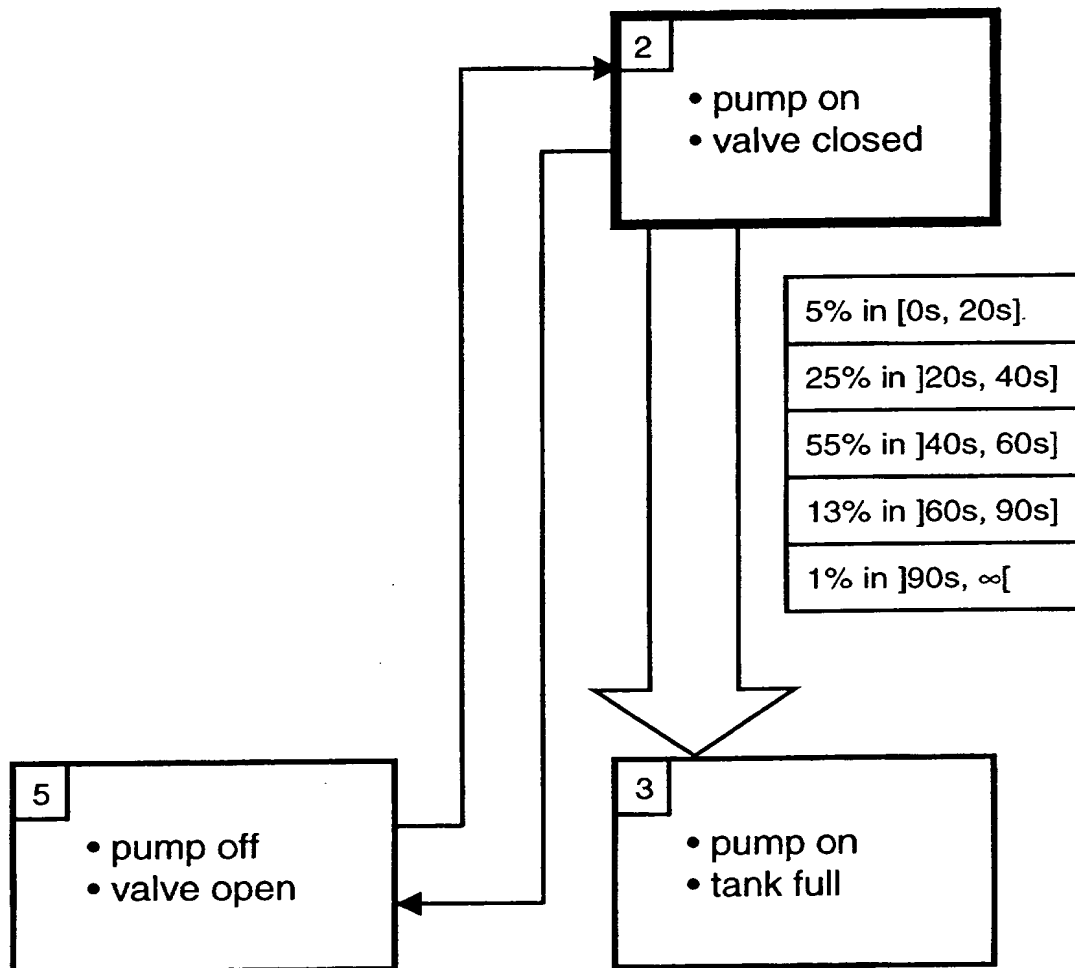 2
• pump on
• valve closed
5% in [0s, 20s]
25% in ]20s, 40s]
55% in ]40s, 60s]
13% in ]60s, 90s]
1% in ]90s, ∞[
5
• pump off
• valve open
3
• pump on
• tank full